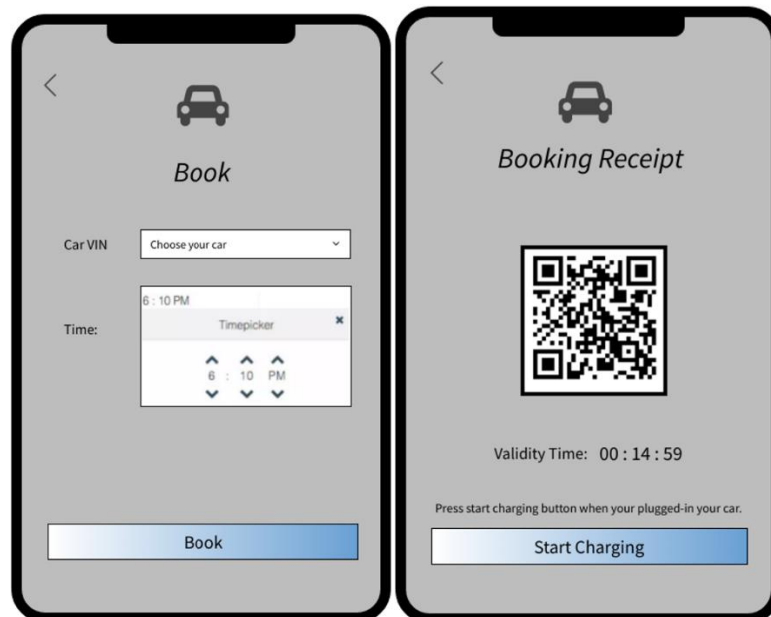 Book
Car VIN
Choose your car
6 : 10 PM
Time:
Timepicker
6 : 10 PM
Book
Booking Receipt
Validity Time: 00 : 14 : 59
Press start charging button when your plugged-in your car.
Start Charging